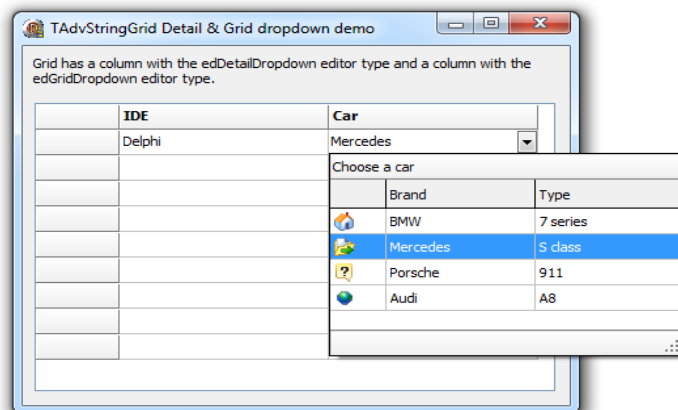 TAdvStringGrid Detail & Grid dropdown demo
Grid has a column with the edDetailDropdown editor type and a column with the
edGridDropdown editor type.
IDE Car
Delphi Mercedes
Choose a car
Brand Type
BMW 7 series
Mercedes S class
? Porsche 911
Audi A8